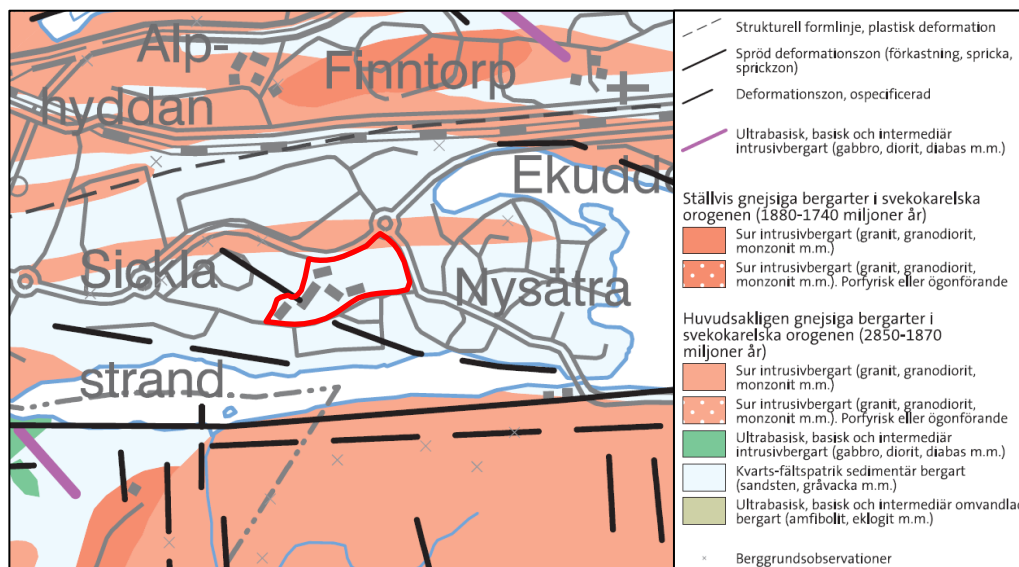 Alp-
hyddan
Finntorp
Ekudde
Sickla
Nysätra
strand
Strukturell formlinje, plastisk deformation
Spröd deformationszon (förkastning, spricka,
sprickzon)
Deformationszon, ospecificerad
Ultrabasisk, basisk och intermediär
intrusivbergart (gabbro, diorit, diabas m.m.)
Ställvis gnejsiga bergarter i svekokarelska
orogenen (1880-1740 miljoner år)
Sur intrusivbergart (granit, granodiorit,
monzonit m.m.)
Sur intrusivbergart (granit, granodiorit,
monzonit m.m.). Porfyrisk eller ögonförande
Huvudsakligen gnejsiga bergarter i
svekokarelska orogenen (2850-1870
miljoner år)
Sur intrusivbergart (granit, granodiorit,
monzonit m.m.)
Sur intrusivbergart (granit, granodiorit,
monzonit m.m.). Porfyrisk eller ögonförande
Ultrabasisk, basisk och intermediär
intrusivbergart (gabbro, diorit, diabas m.m.)
Kvarts-fältspatrik sedimentär bergart
(sandsten, gråvacka m.m.)
Ultrabasisk, basisk och intermediär omvandlad
bergart (amfibolit, eklogit m.m.)
Berggrundsobservationer